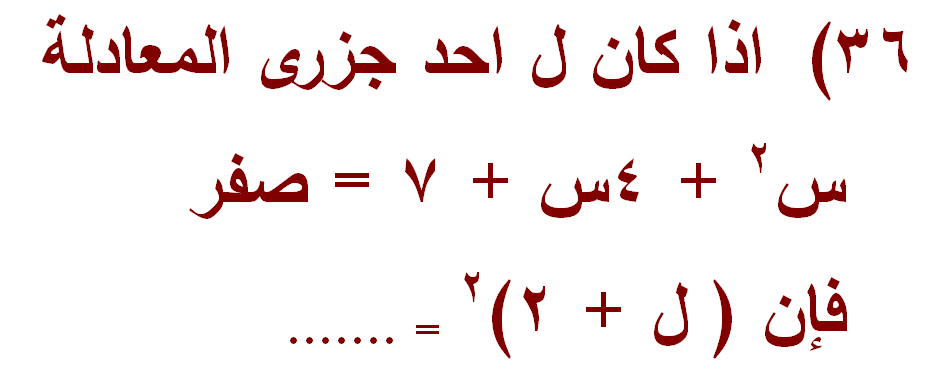 ٣٦) اذا كان ل احد جزرى المعادلة
س٢ + ٤س + ٧ = صفر
فإن ( ل + ٢)٢ = .......